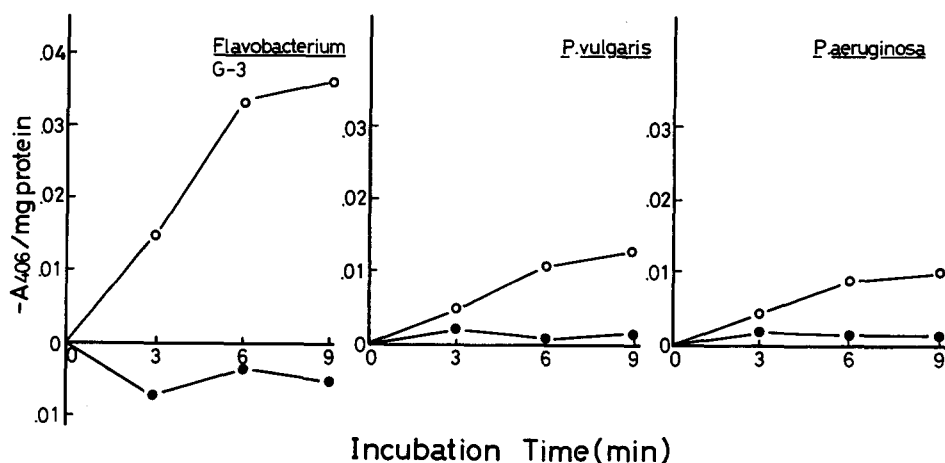 Flavobacterium
G-3
P.vulgaris
P.aeruginosa
-A406/mg protein
.04
.03
.02
.01
0
.01
0 3 6 9
.03
.02
.01
0
0 3 6 9
.03
.02
.01
0
0 3 6 9
Incubation Time(min)